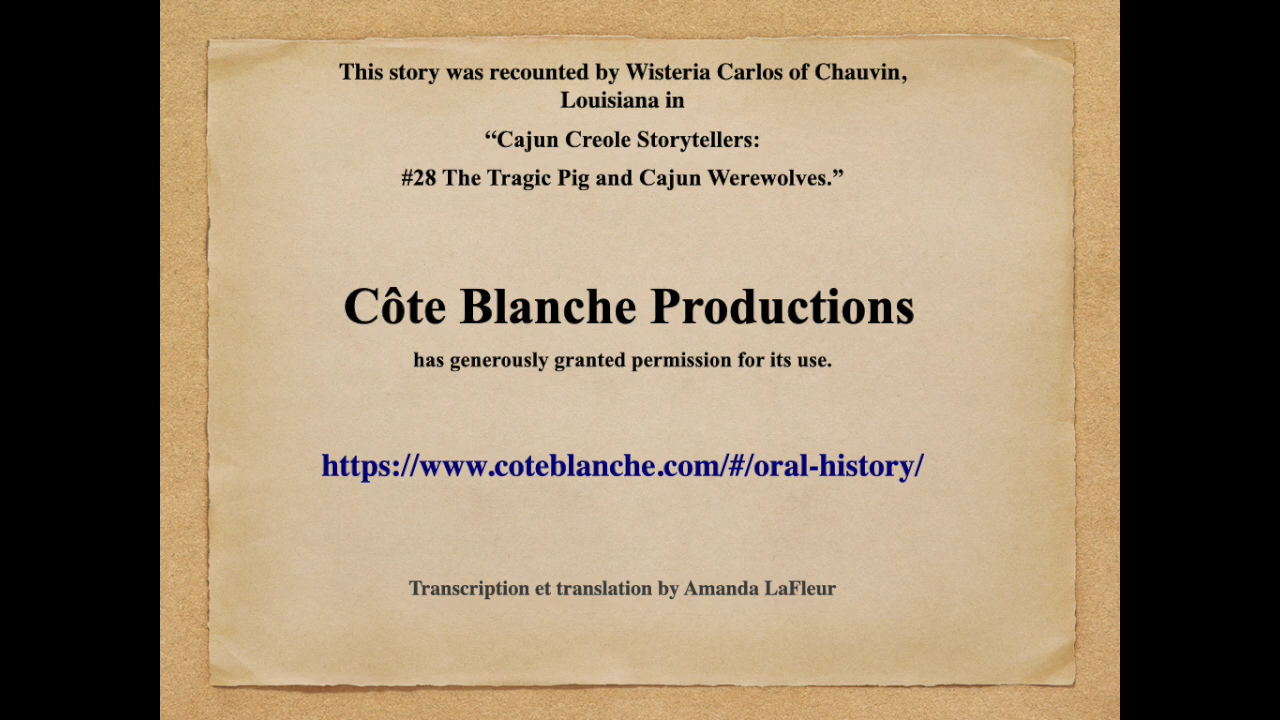 This story was recounted by Wisteria Carlos of Chauvin,
Louisiana in
“Cajun Creole Storytellers:
#28 The Tragic Pig and Cajun Werewolves.”
Côte Blanche Productions
has generously granted permission for its use.
https://www.coteblanche.com/#/oral-history/
Transcription et translation by Amanda LaFleur